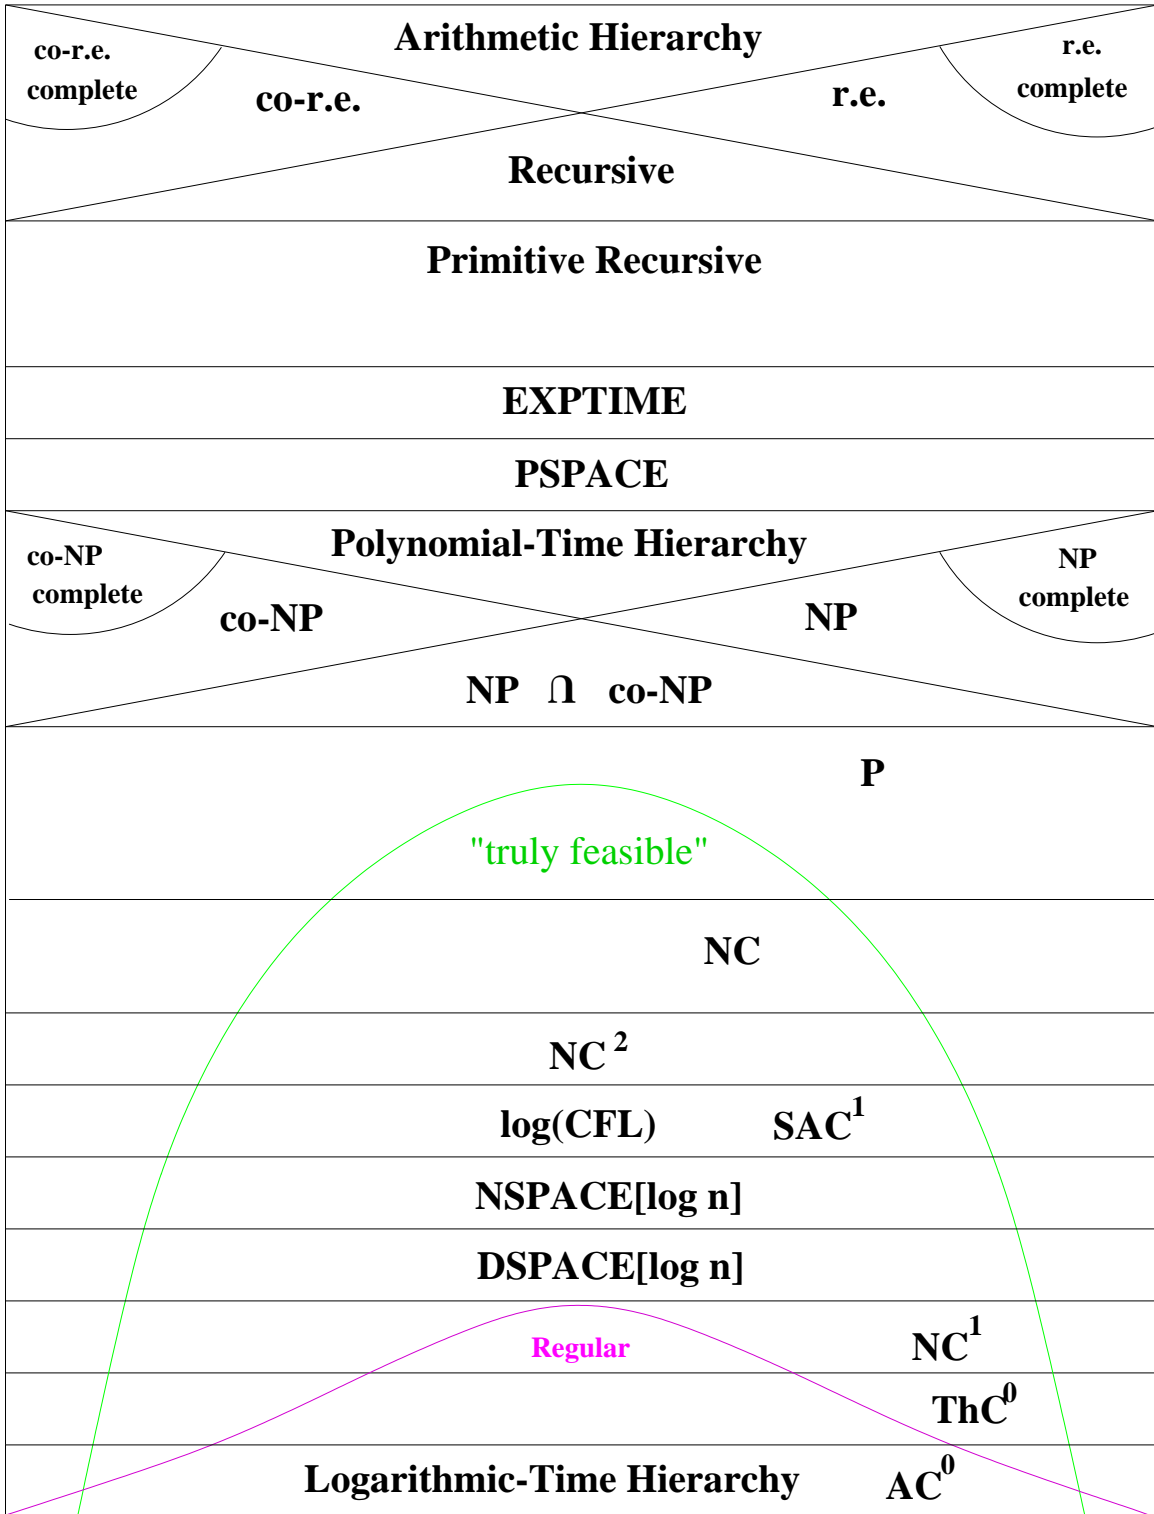 Arithmetic Hierarchy
co-r.e.
complete
r.e.
complete
co-r.e.
r.e.
Recursive
Primitive Recursive
EXPTIME
PSPACE
Polynomial-Time Hierarchy
co-NP
complete
NP
complete
co-NP
NP
NP ∩ co-NP
P
"truly feasible"
NC
NC²
log(CFL) SAC¹
NSPACE[log n]
DSPACE[log n]
Regular
NC¹
ThC⁰
Logarithmic-Time Hierarchy AC⁰